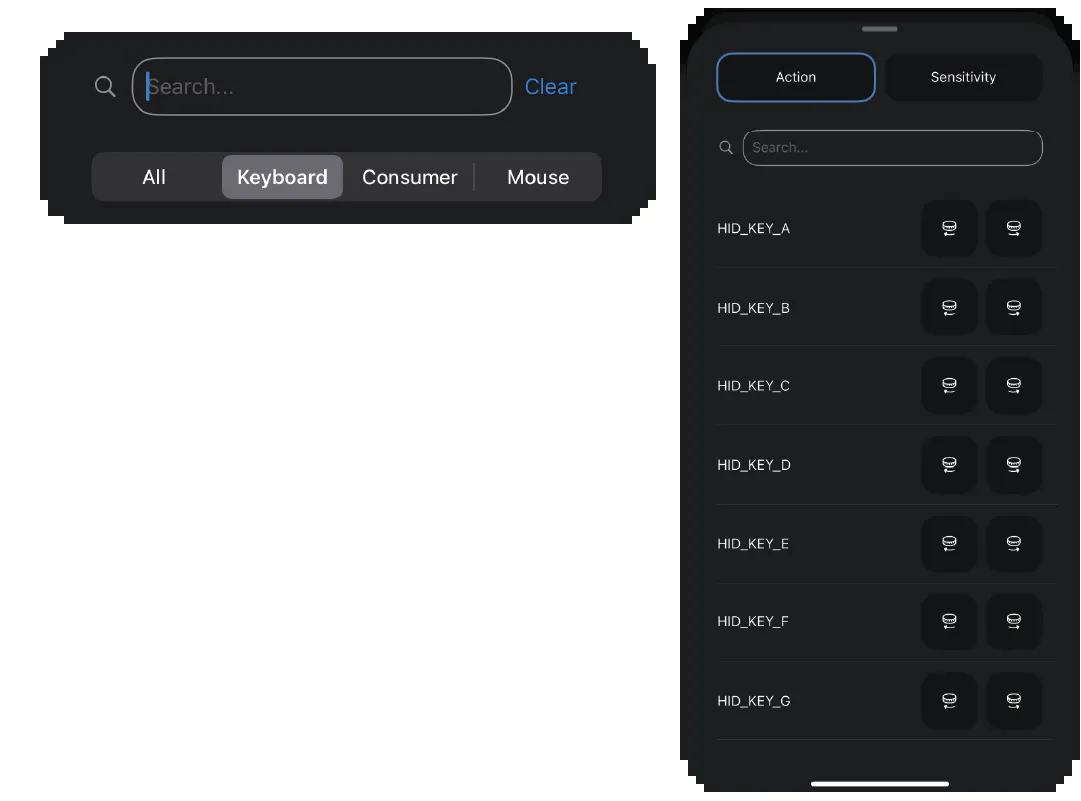 Search...
Clear
All
Keyboard
Consumer
Mouse
Action
Sensitivity
Search...
HID_KEY_A
HID_KEY_B
HID_KEY_C
HID_KEY_D
HID_KEY_E
HID_KEY_F
HID_KEY_G